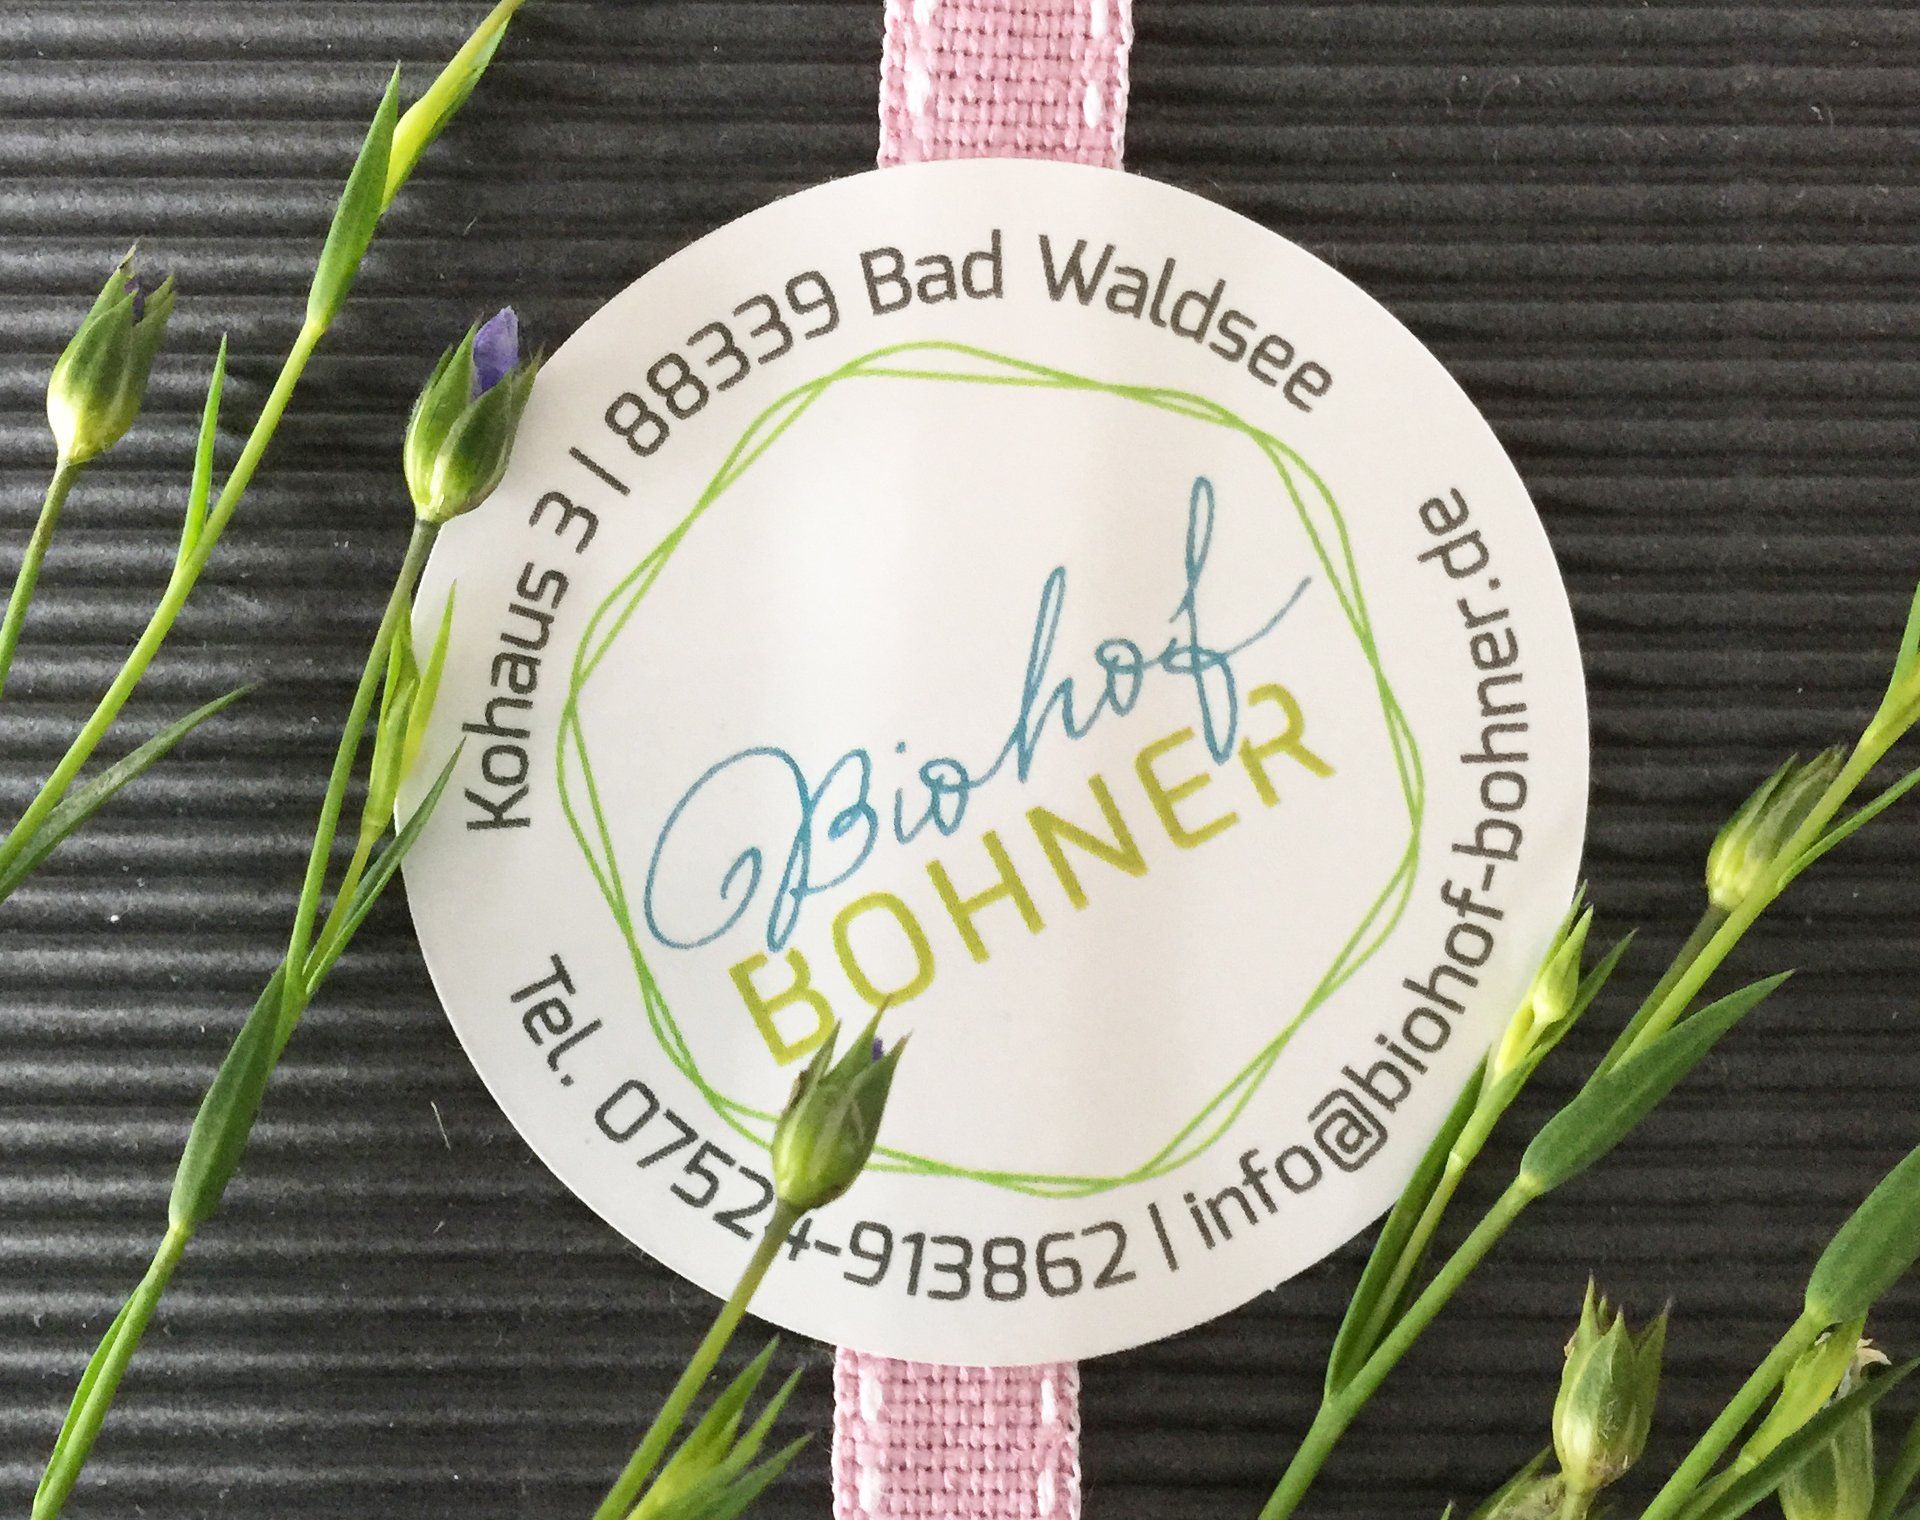 Kohaus 3 | 88339 Bad Waldsee
Biohof
BOHNER
Tel. 07524-913862 | info@biohof-bohner.de